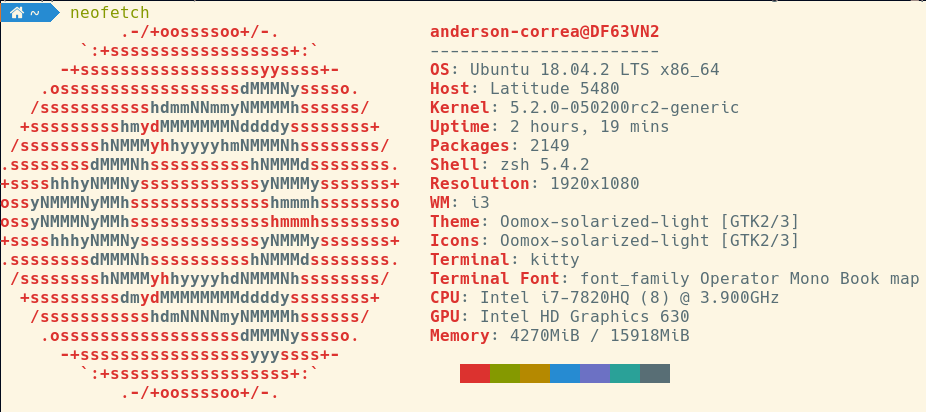 ~ neofetch
.-/+oossssoo+/-. anderson-correa@DF63VN2
`:+ssssssssssssssssss+:` -----------------------
-+ssssssssssssssssssyyssss+- OS: Ubuntu 18.04.2 LTS x86_64
.ossssssssssssssssssdMMMNysssso. Host: Latitude 5480
/ssssssssssshdmmNNmmyNMMMMhssssss/ Kernel: 5.2.0-050200rc2-generic
+ssssssssshmydMMMMMMMNddddyssssssss+ Uptime: 2 hours, 19 mins
/sssssssshNMMMyhhyyyyhmNMMMNhssssssss/ Packages: 2149
.ssssssssdMMMNhsssssssssshNMMMdssssssss. Shell: zsh 5.4.2
+sssshhhyNMMNyssssssssssssyNMMMysssssss+ Resolution: 1920x1080
ossyNMMMNyMMhsssssssssssssshmmmhssssssso WM: i3
ossyNMMMNyMMhsssssssssssssshmmmhssssssso Theme: Oomox-solarized-light [GTK2/3]
+sssshhhyNMMNyssssssssssssyNMMMysssssss+ Icons: Oomox-solarized-light [GTK2/3]
.ssssssssdMMMNhsssssssssshNMMMdssssssss. Terminal: kitty
/sssssssshNMMMyhhyyyyhdNMMMNhssssssss/ Terminal Font: font_family Operator Mono Book map
+sssssssssdmydMMMMMMMMddddyssssssss+ CPU: Intel i7-7820HQ (8) @ 3.900GHz
/ssssssssssshdmNNNNmyNMMMMhssssss/ GPU: Intel HD Graphics 630
.ossssssssssssssssssdMMMNysssso. Memory: 4270MiB / 15918MiB
-+sssssssssssssssssyyyssss+-
`:+ssssssssssssssssss+:`
.-/+oossssoo+/-.